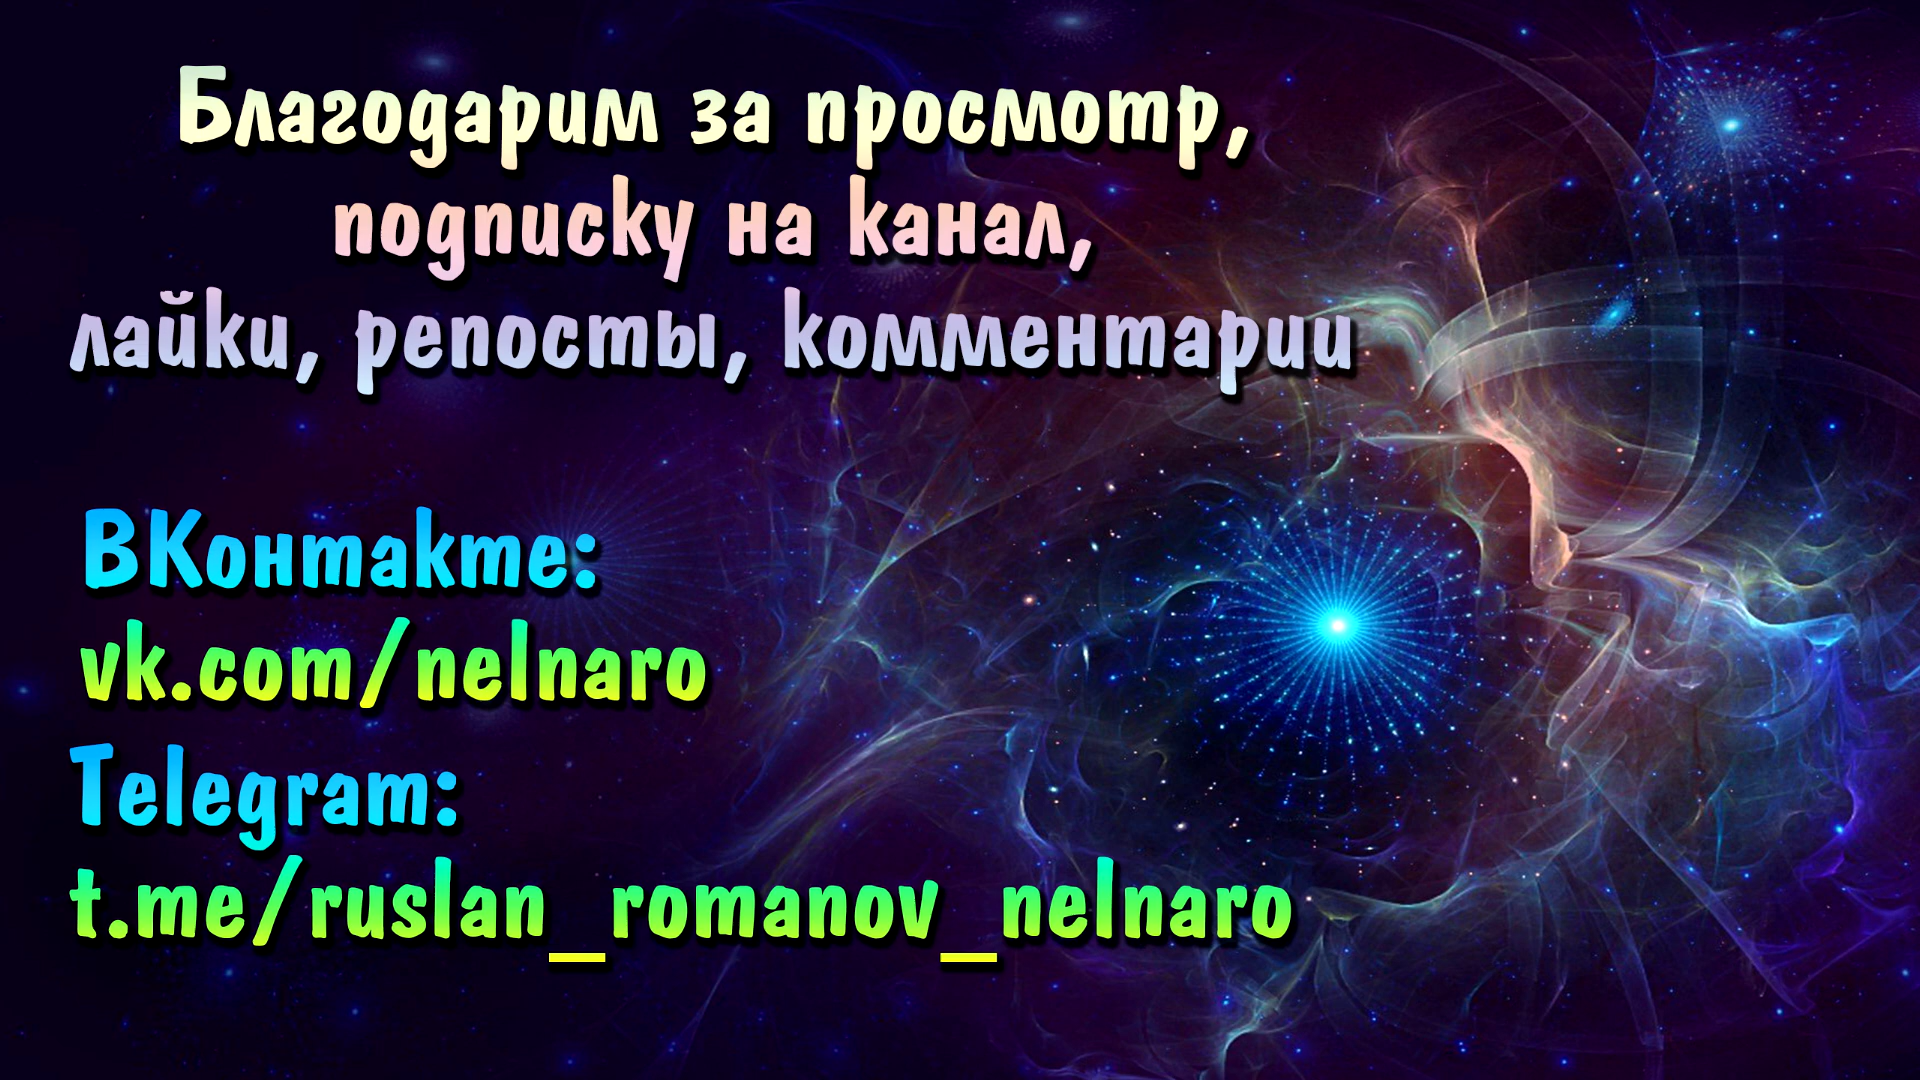 Благодарим за просмотр,
подписку на канал,
лайки, репосты, комментарии
ВКонтакте:
vk.com/nelnaro
Telegram:
t.me/ruslan_romanov_nelnaro